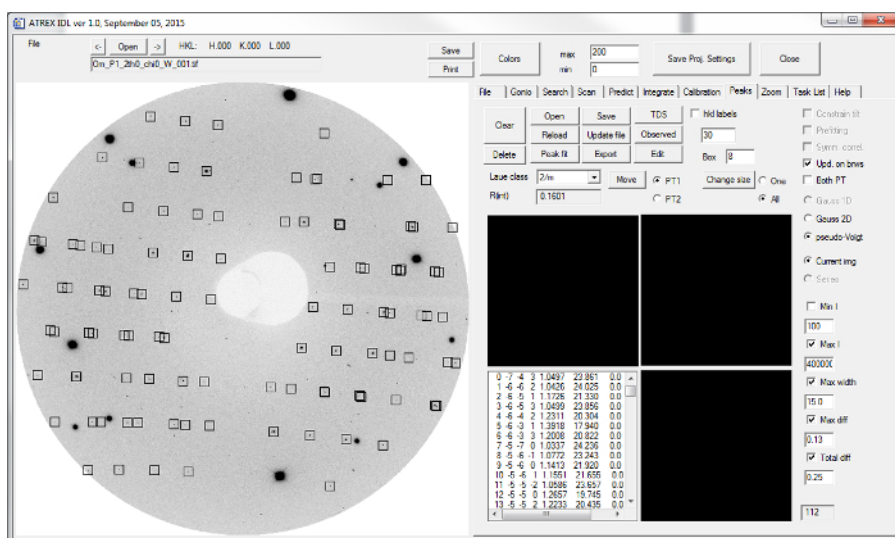 ATREX IDL ver 1.0, September 05, 2015
File <- Open -> HKL: H.000 K.000 L.000
Om_P1_2th0_chi0_W_001.tif
Save
Print
Colors max 200 Save Proj. Settings Close
min 0
File Gonio Search Scan Predict Integrate Calibration Peaks Zoom Task List Help
Clear Open Save TDS hkl labels
Reload Update file Observed 30
Delete Peak fit Export Edit Box 8
Laue class 2/m Move PT1 Change size One
R(int) 0.1601 PT2 All
Constrain tilt
Prefitting
Symm. correl.
Upd. on brws
Both PT
Gauss 1D
Gauss 2D
pseudo-Voigt
Current img
Series
Min I
100
Max I
400000
Max width
15.0
Max diff
0.13
Total diff
0.25
112
0 -7 -4 3 1.0497 23.861 0.0
1 -6 -6 2 1.0426 24.025 0.0
2 -6 -5 1 1.1726 21.330 0.0
3 -6 -5 3 1.0499 23.856 0.0
4 -6 -4 2 1.2311 20.304 0.0
5 -6 -3 1 1.3918 17.940 0.0
6 -6 -3 3 1.2008 20.822 0.0
7 -5 -7 0 1.0337 24.236 0.0
8 -5 -6 -1 1.0772 23.243 0.0
9 -5 -6 0 1.1413 21.920 0.0
10 -5 -6 1 1.1551 21.655 0.0
11 -5 -5 -2 1.0586 23.657 0.0
12 -5 -5 0 1.2657 19.745 0.0
13 -5 -5 2 1.2233 20.435 0.0